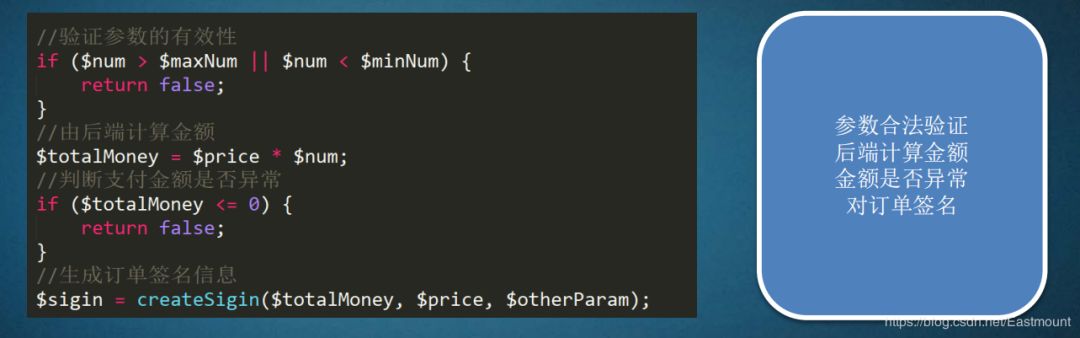 //验证参数的有效性
if ($num > $maxNum || $num < $minNum) {
    return false;
}
//由后端计算金额
$totalMoney = $price * $num;
//判断支付金额是否异常
if ($totalMoney <= 0) {
    return false;
}
//生成订单签名信息
$sigin = createSigin($totalMoney, $price, $otherParam);
参数合法验证
后端计算金额
金额是否异常
对订单签名
https://blog.csdn.net/Eastmount